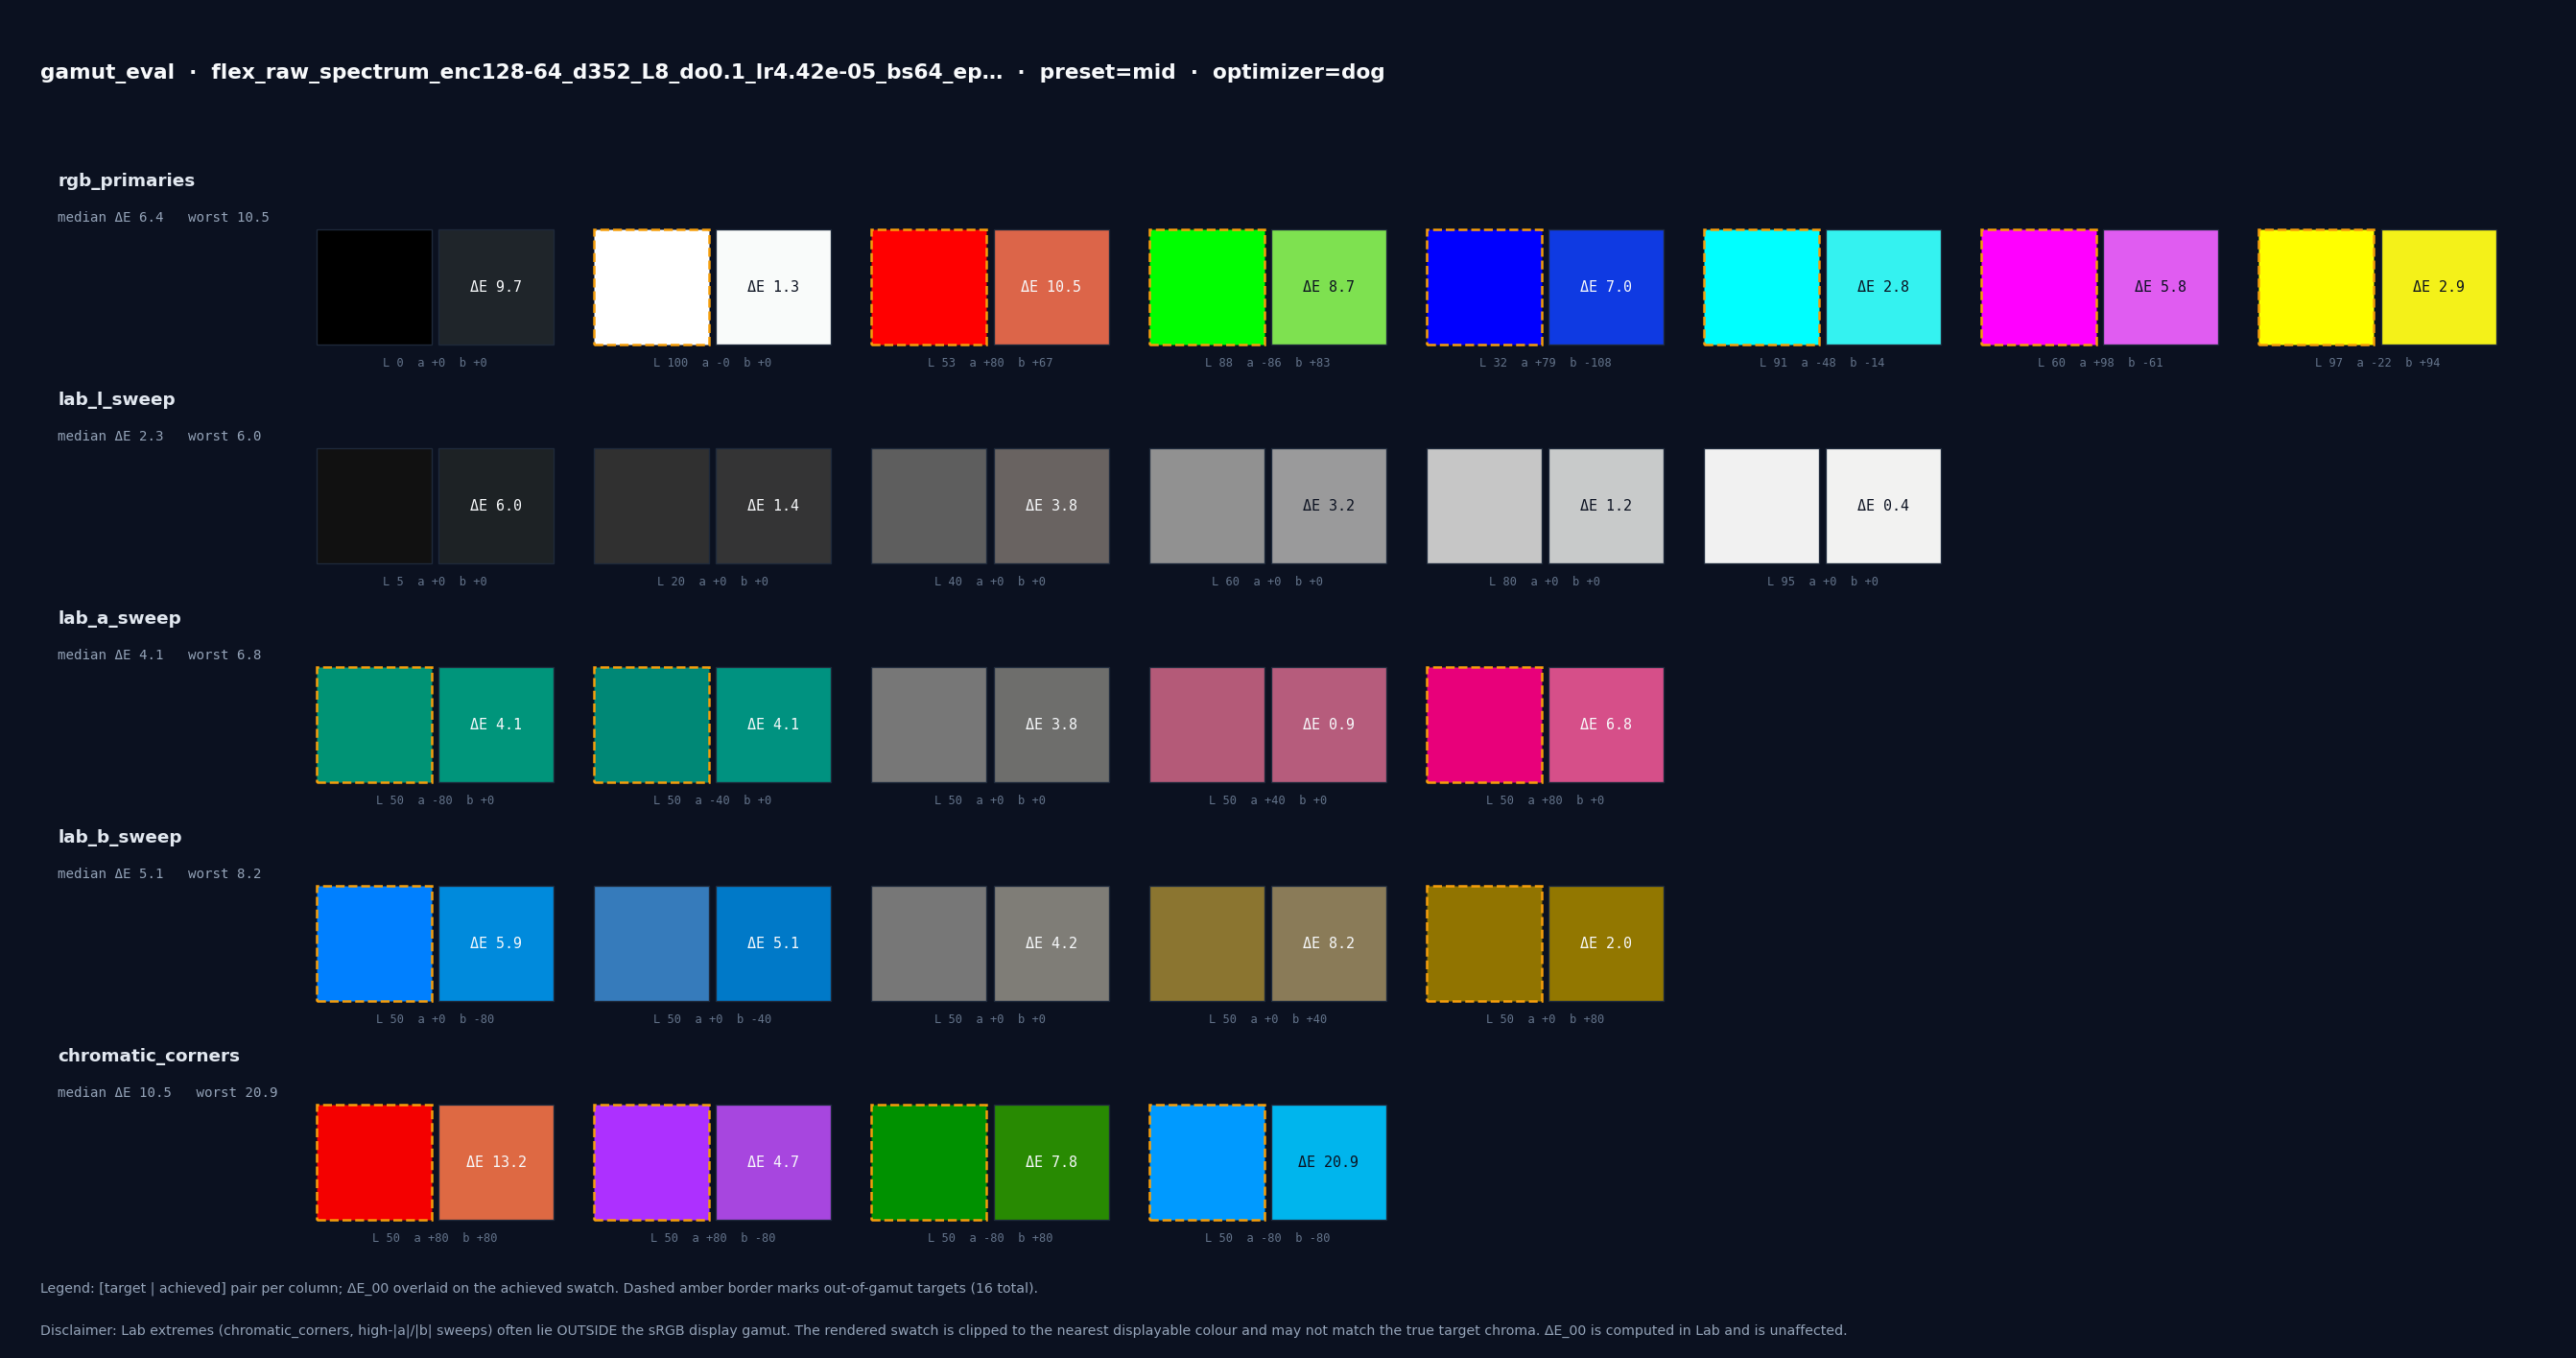 gamut_eval · flex_raw_spectrum_enc128-64_d352_L8_do0.1_lr4.42e-05_bs64_ep… · preset=mid · optimizer=dog
rgb_primaries
median ΔE 6.4 worst 10.5
ΔE 9.7 ΔE 1.3 ΔE 10.5 ΔE 8.7 ΔE 7.0 ΔE 2.8 ΔE 5.8 ΔE 2.9
L 0 a +0 b +0 L 100 a -0 b +0 L 53 a +80 b +67 L 88 a -86 b +83 L 32 a +79 b -108 L 91 a -48 b -14 L 60 a +98 b -61 L 97 a -22 b +94
lab_l_sweep
median ΔE 2.3 worst 6.0
ΔE 6.0 ΔE 1.4 ΔE 3.8 ΔE 3.2 ΔE 1.2 ΔE 0.4
L 5 a +0 b +0 L 20 a +0 b +0 L 40 a +0 b +0 L 60 a +0 b +0 L 80 a +0 b +0 L 95 a +0 b +0
lab_a_sweep
median ΔE 4.1 worst 6.8
ΔE 4.1 ΔE 4.1 ΔE 3.8 ΔE 0.9 ΔE 6.8
L 50 a -80 b +0 L 50 a -40 b +0 L 50 a +0 b +0 L 50 a +40 b +0 L 50 a +80 b +0
lab_b_sweep
median ΔE 5.1 worst 8.2
ΔE 5.9 ΔE 5.1 ΔE 4.2 ΔE 8.2 ΔE 2.0
L 50 a +0 b -80 L 50 a +0 b -40 L 50 a +0 b +0 L 50 a +0 b +40 L 50 a +0 b +80
chromatic_corners
median ΔE 10.5 worst 20.9
ΔE 13.2 ΔE 4.7 ΔE 7.8 ΔE 20.9
L 50 a +80 b +80 L 50 a +80 b -80 L 50 a -80 b +80 L 50 a -80 b -80
Legend: [target | achieved] pair per column; ΔE_00 overlaid on the achieved swatch. Dashed amber border marks out-of-gamut targets (16 total).
Disclaimer: Lab extremes (chromatic_corners, high-|a|/|b| sweeps) often lie OUTSIDE the sRGB display gamut. The rendered swatch is clipped to the nearest displayable colour and may not match the true target chroma. ΔE_00 is computed in Lab and is unaffected.